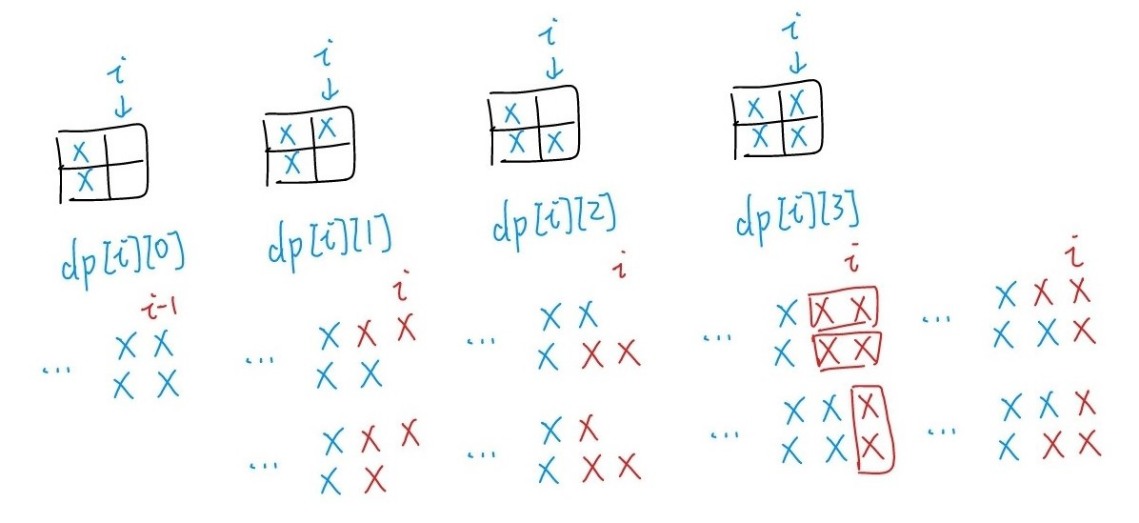 i i i i
↓ ↓ ↓ ↓
X X X X X X
X X X X X X
dp[i][0] dp[i][1] dp[i][2] dp[i][3]
i-1 i i i i
X X X X X X X X X X X X X
... X X ... X X ... X X X ... X X X ... X X X
X X X X X X X X X X X
... X X ... X X X ... X X X ... X X X